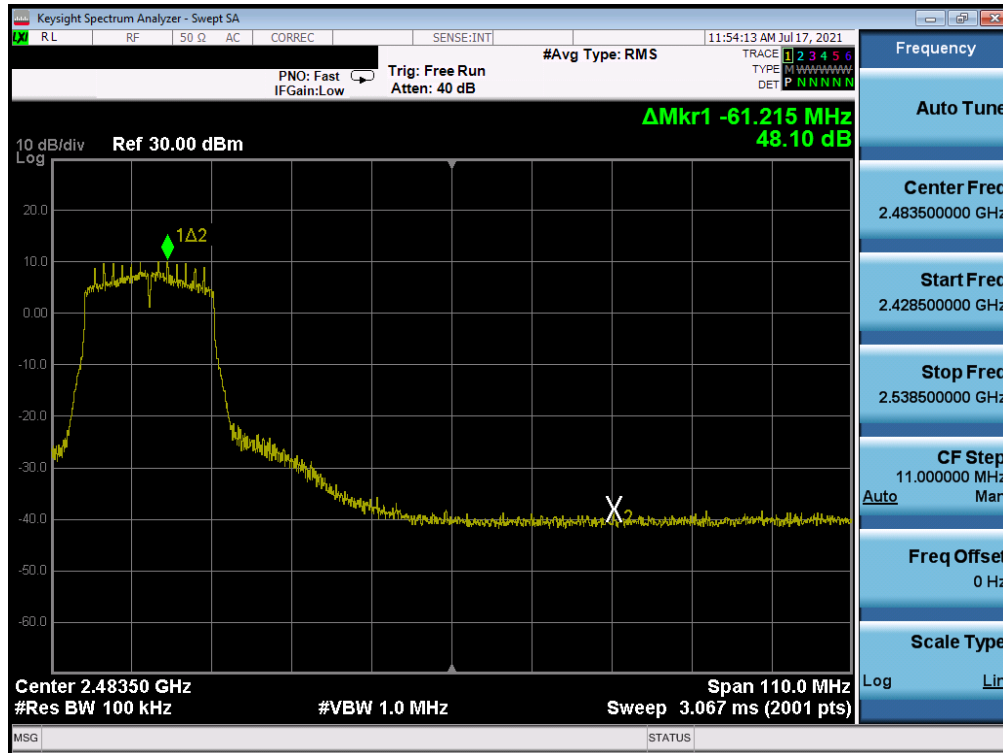 Keysight Spectrum Analyzer - Swept SA
LXI RL RF 50 Ω AC CORREC SENSE:INT 11:54:13 AM Jul 17, 2021
#Avg Type: RMS
TRACE 1 2 3 4 5 6
TYPE M WWWWW
DET P N N N N N
PNO: Fast
IFGain:Low
Trig: Free Run
Atten: 40 dB
ΔMkr1 -61.215 MHz
48.10 dB
10 dB/div
Log
Ref 30.00 dBm
20.0
10.0
0.00
-10.0
-20.0
-30.0
-40.0
-50.0
-60.0
1Δ2
X2
Center 2.48350 GHz
Span 110.0 MHz
#Res BW 100 kHz
#VBW 1.0 MHz
Sweep 3.067 ms (2001 pts)
MSG
STATUS
Frequency
Auto Tune
Center Freq
2.483500000 GHz
Start Freq
2.428500000 GHz
Stop Freq
2.538500000 GHz
CF Step
11.000000 MHz
Auto Man
Freq Offset
0 Hz
Scale Type
Log Lin